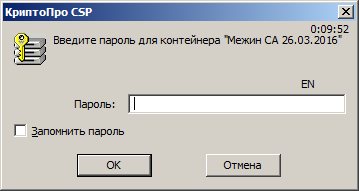 КриптоПро CSP
0:09:52
Введите пароль для контейнера "Межин СА 26.03.2016"
EN
Пароль:
Запомнить пароль
OK
Отмена